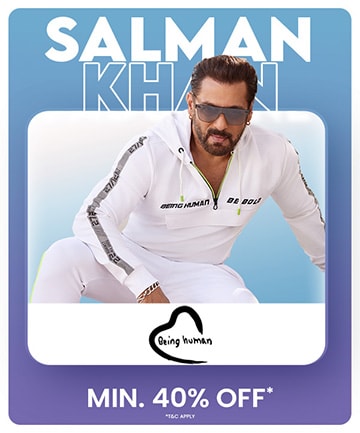 SALMAN
KHAN
BEING HUMAN BE BOLD
Being human
MIN. 40% OFF*
*T&C APPLY